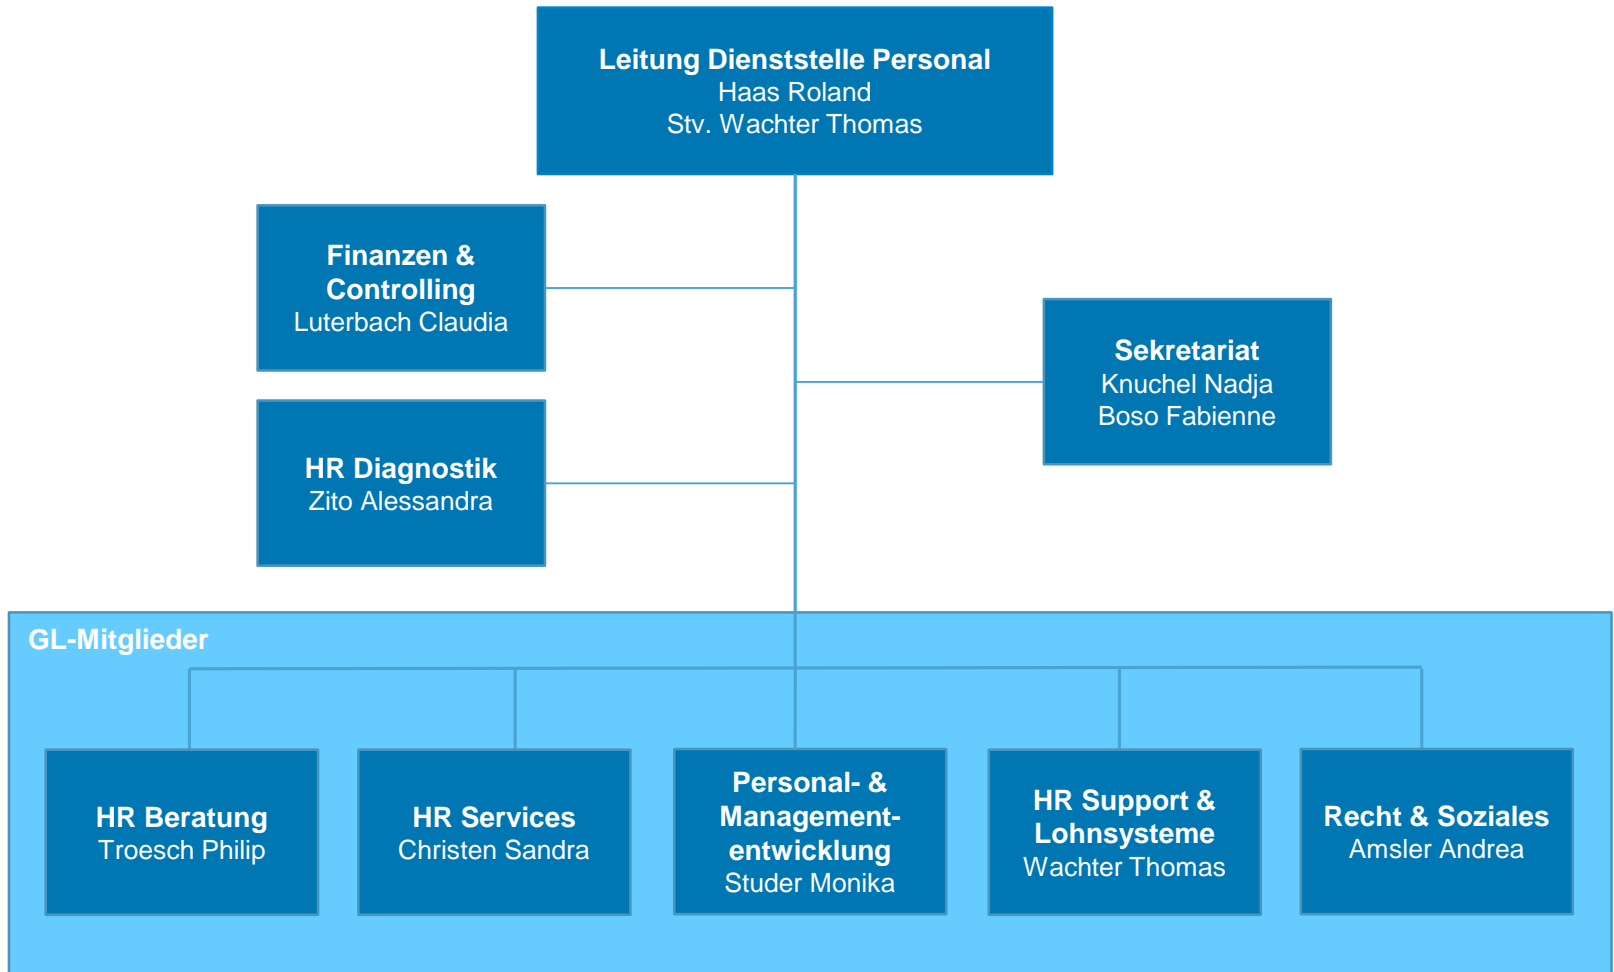 Leitung Dienststelle Personal
Haas Roland
Stv. Wachter Thomas
Finanzen &
Controlling
Luterbach Claudia
Sekretariat
Knuchel Nadja
Boso Fabienne
HR Diagnostik
Zito Alessandra
GL-Mitglieder
HR Beratung
Troesch Philip
HR Services
Christen Sandra
Personal- &
Management-
entwicklung
Studer Monika
HR Support &
Lohnsysteme
Wachter Thomas
Recht & Soziales
Amsler Andrea